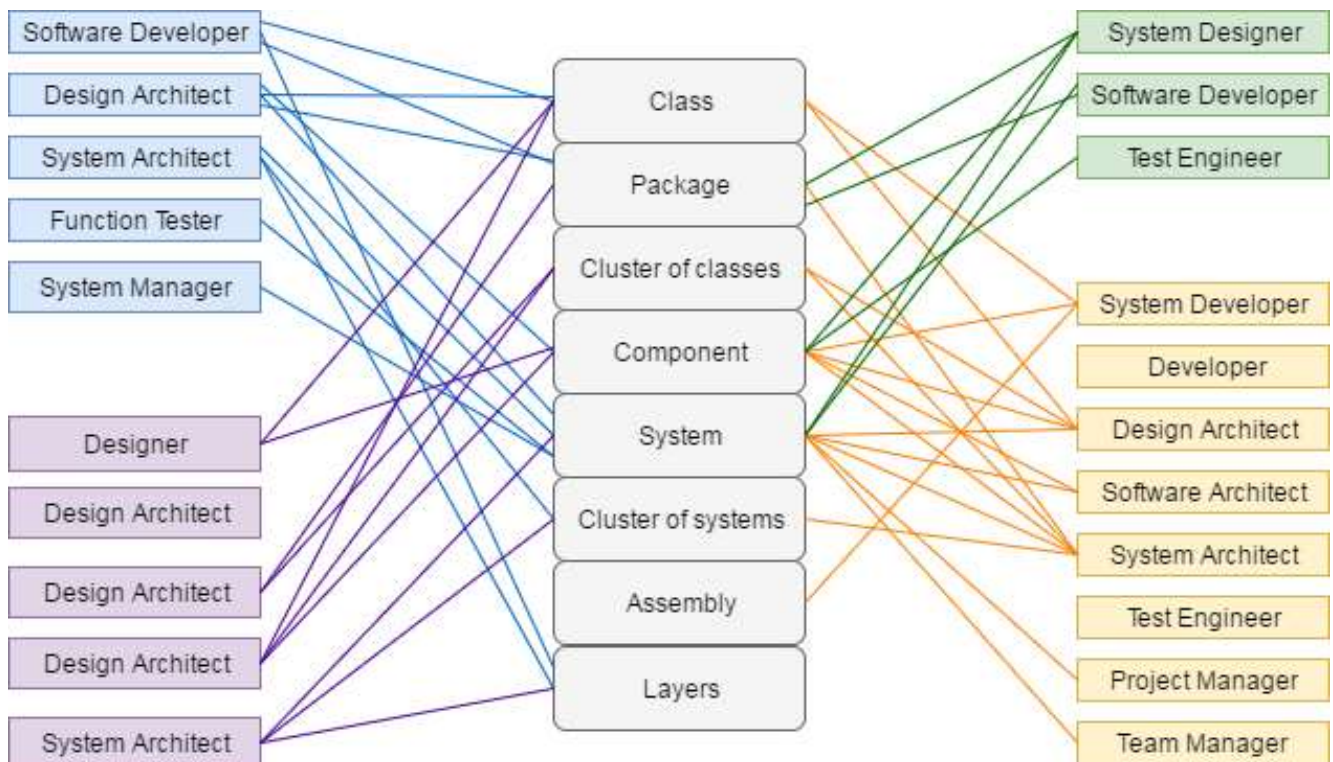 Software Developer
Design Architect
System Architect
Function Tester
System Manager
Designer
Design Architect
Design Architect
Design Architect
System Architect
Class
Package
Cluster of classes
Component
System
Cluster of systems
Assembly
Layers
System Designer
Software Developer
Test Engineer
System Developer
Developer
Design Architect
Software Architect
System Architect
Test Engineer
Project Manager
Team Manager